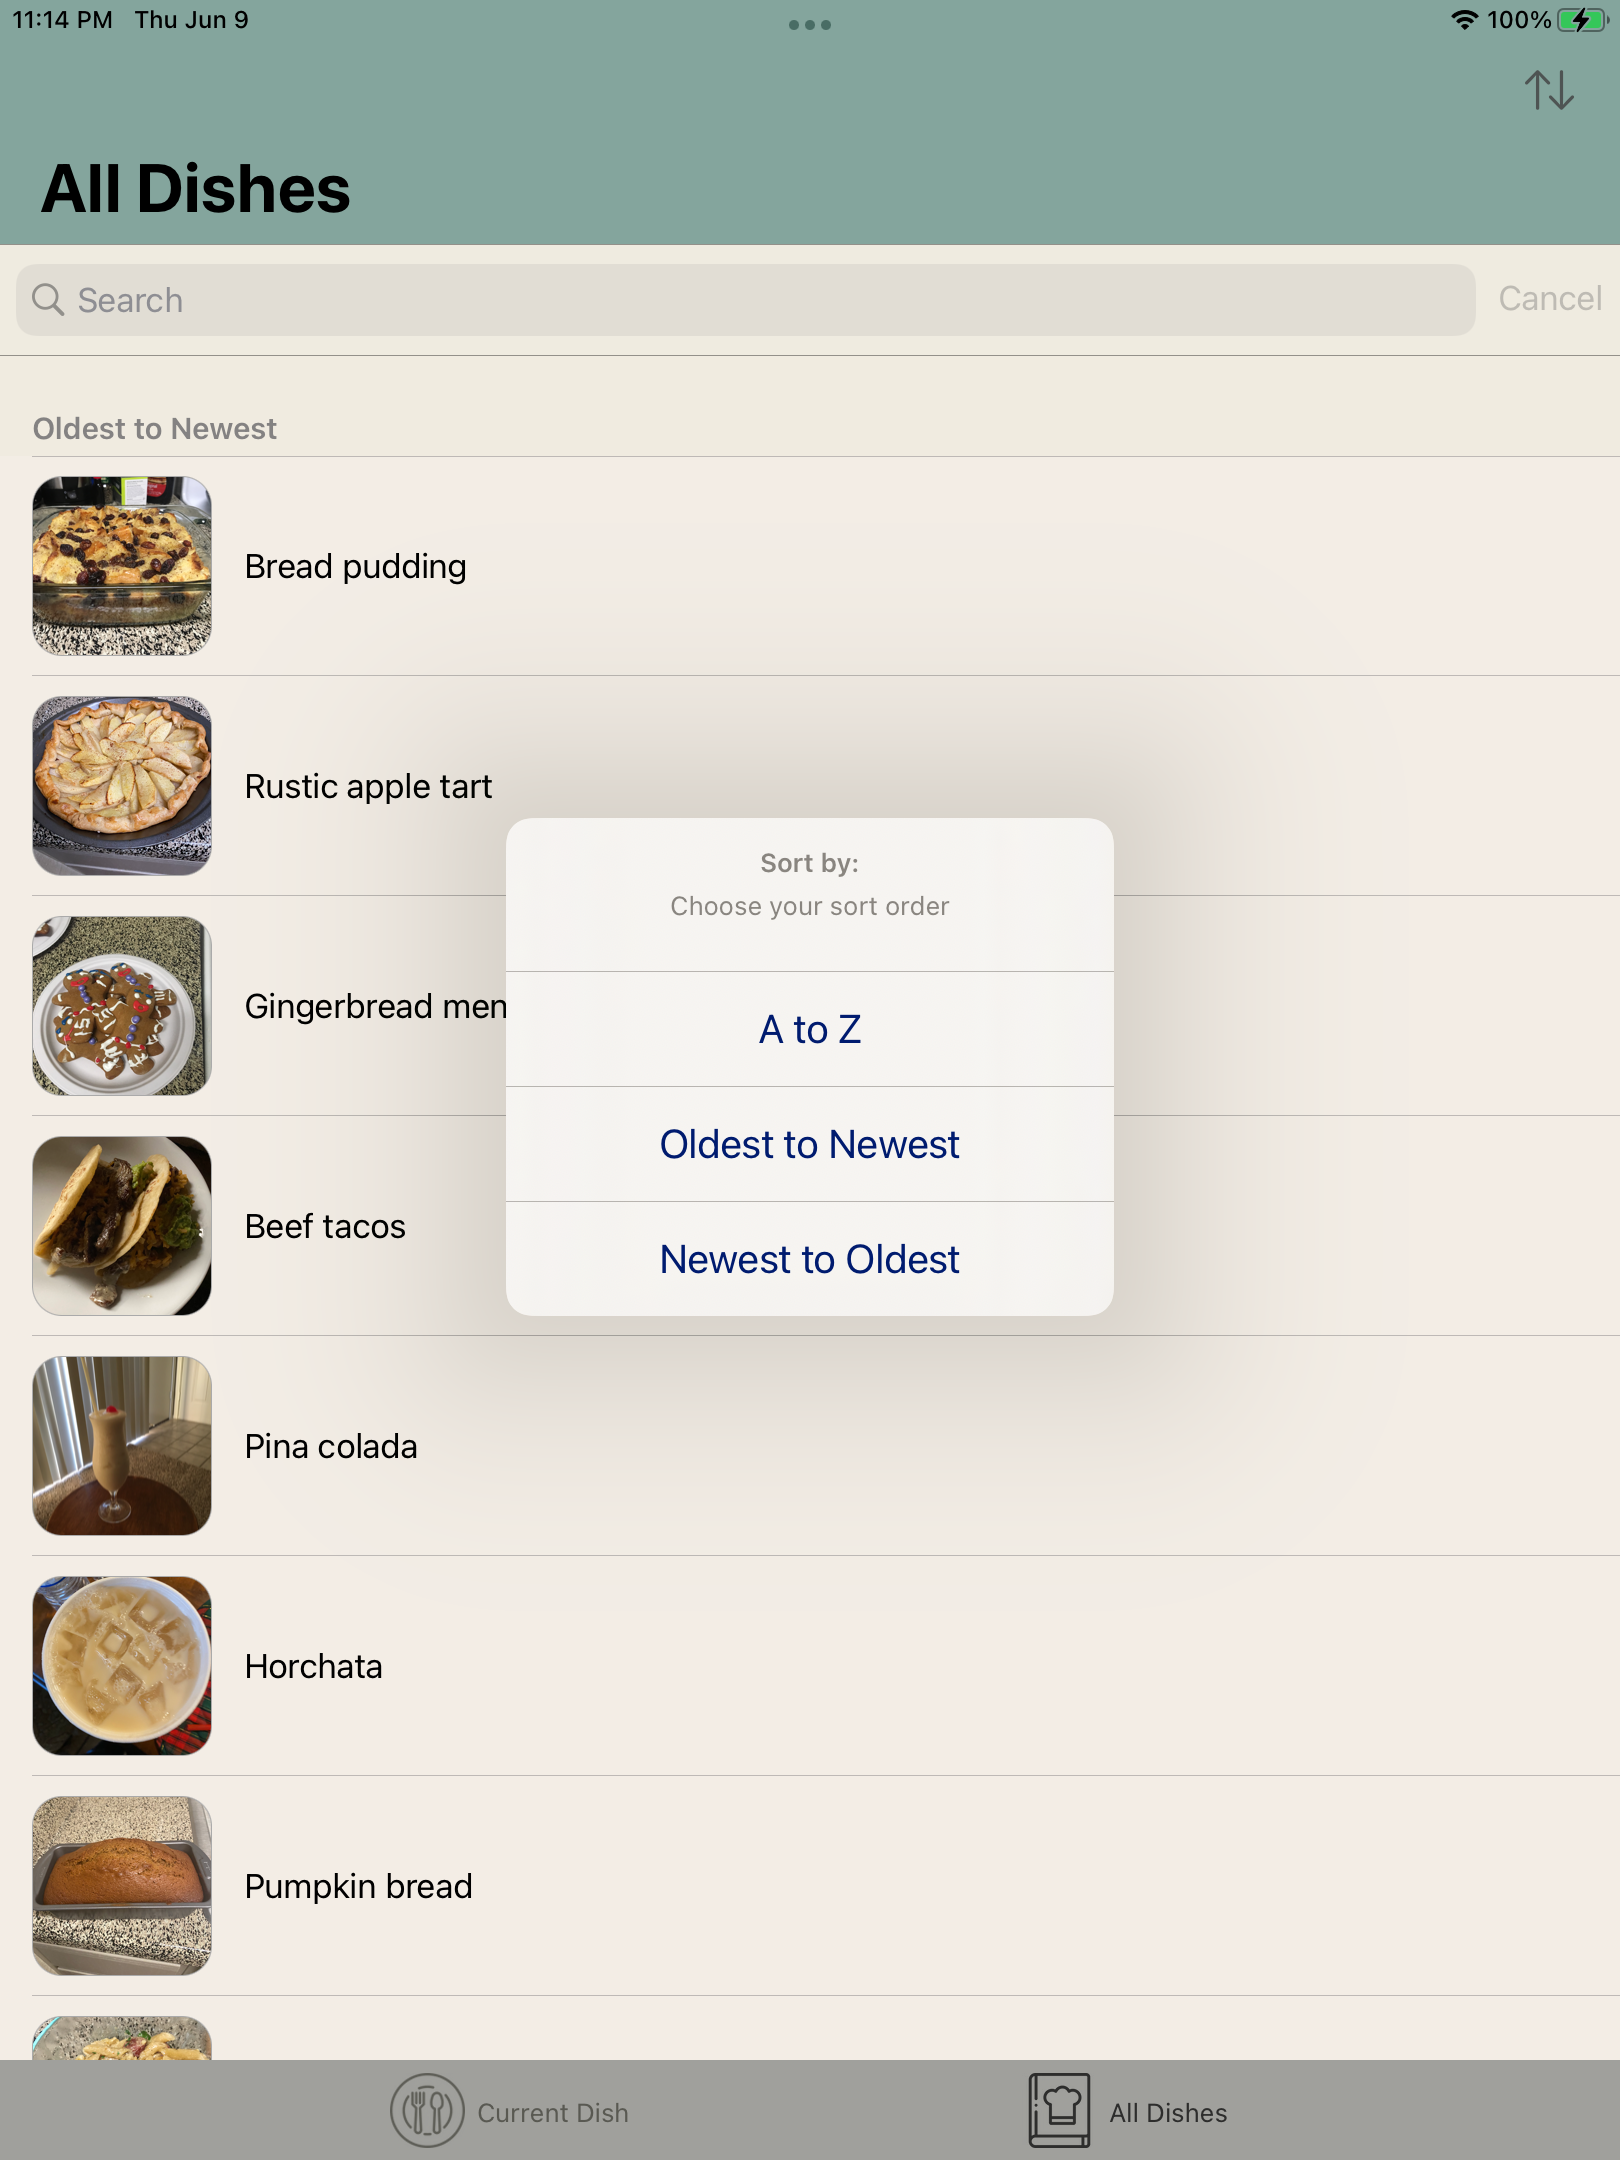 11:14 PM Thu Jun 9
100%
All Dishes
Search
Cancel
Oldest to Newest
Bread pudding
Rustic apple tart
Sort by:
Choose your sort order
Gingerbread men
A to Z
Oldest to Newest
Beef tacos
Newest to Oldest
Pina colada
Horchata
Pumpkin bread
Current Dish
All Dishes